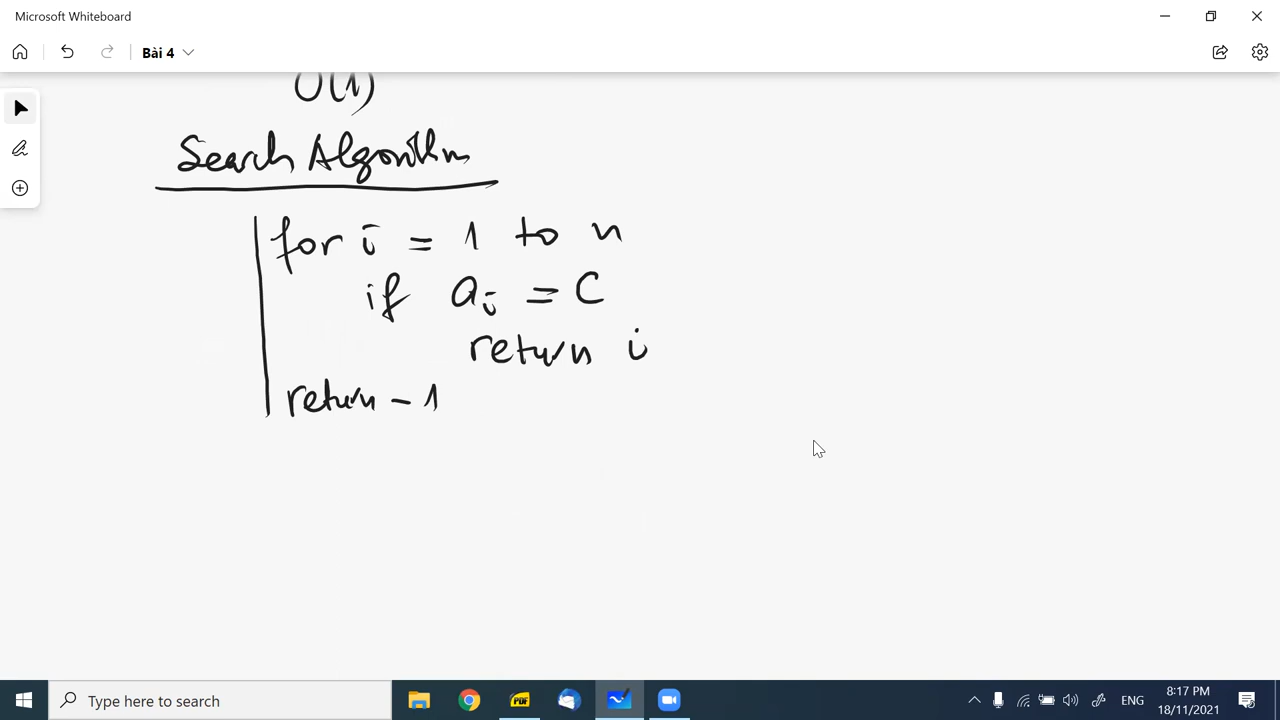 Microsoft Whiteboard
Bài 4
O(1)
Search Algorithm
for i = 1 to n
if aᵢ = C
return i
return -1
Type here to search
PDF
ENG
8:17 PM
18/11/2021